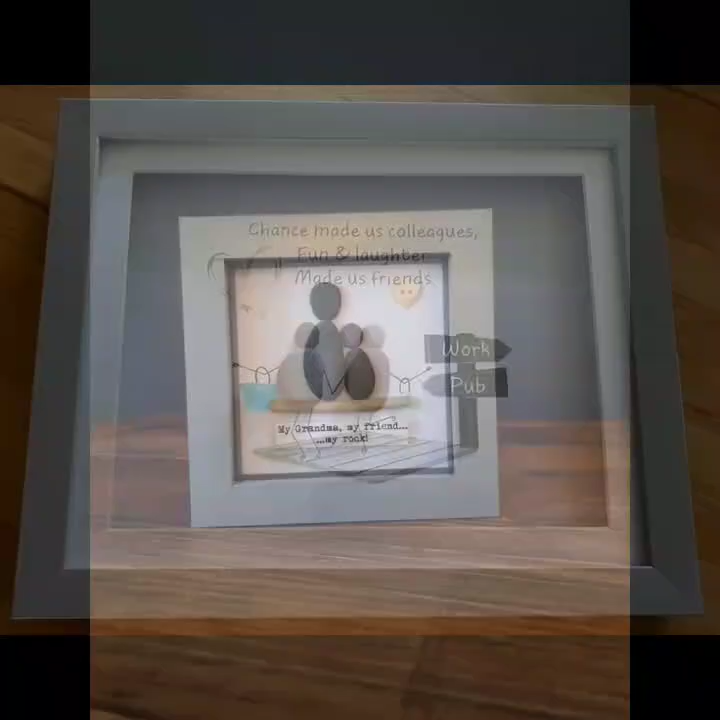 Chance made us colleagues,
Fun & laughter
Made us friends
Work
Pub
My Grandma, my friend...
...my rock!